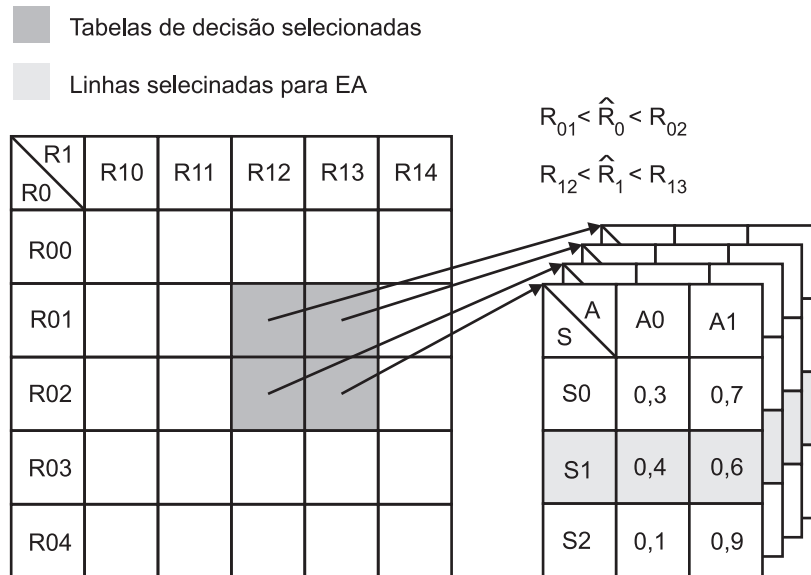 Tabelas de decisão selecionadas
Linhas selecinadas para EA
R₀₁< R̂₀ < R₀₂
R₁₂< R̂₁ < R₁₃
R1
R0
R10 R11 R12 R13 R14
R00
R01
R02
R03
R04
A
S
A0 A1
S0 0,3 0,7
S1 0,4 0,6
S2 0,1 0,9